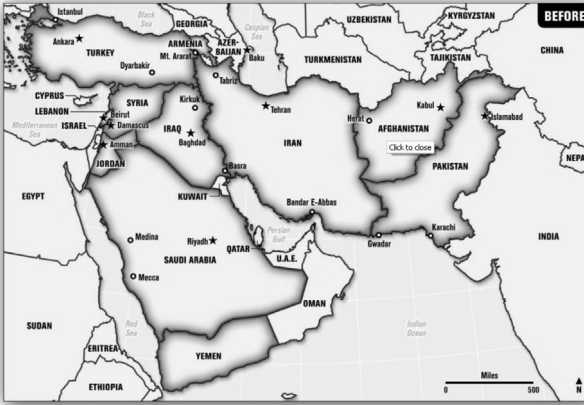 BEFOR
Istanbul
Black
Sea
GEORGIA
Caspian
Sea
UZBEKISTAN
KYRGYZSTAN
Ankara
TURKEY
ARMENIA
Mt. Ararat
AZER-
BAIJAN
Baku
TURKMENISTAN
TAJIKISTAN
CHINA
Dyarbakir
Tabriz
CYPRUS
SYRIA
Kirkuk
Tehran
Herat
Kabul
Islamabad
LEBANON
Beirut
Mediterranean
Sea
ISRAEL
Damascus
IRAQ
Baghdad
IRAN
AFGHANISTAN
Click to close
Amman
JORDAN
Basra
PAKISTAN
NEPA
EGYPT
KUWAIT
Bandar E-Abbas
Medina
Riyadh
Persian
Gulf
QATAR
U.A.E.
Gwadar
Karachi
INDIA
SAUDI ARABIA
Mecca
OMAN
SUDAN
Red
Sea
Indian
Ocean
ERITREA
YEMEN
ETHIOPIA
Miles
0
500
N